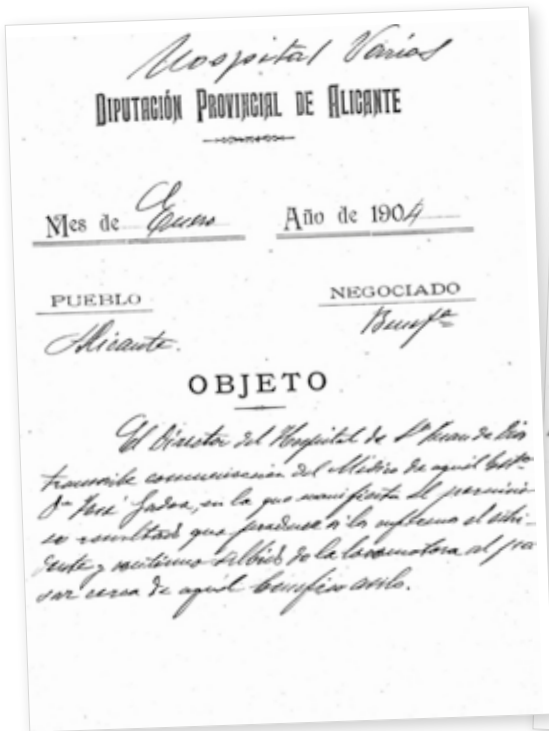 Hospital Varios
DIPUTACIÓN PROVINCIAL DE ALICANTE
Mes de Enero Año de 1904
PUEBLO NEGOCIADO
Alicante. Benefª
OBJETO
El Director del Hospital de Sn Juan de Dios
transcribe comunicación del Médico de aquel Estº
Dn José Gadea, en la que manifiesta el pernicio-
so resultado que produce a los enfermos el estri-
dente y continuo silbido de la locomotora al pa-
sar cerca de aquel benéfico asilo.